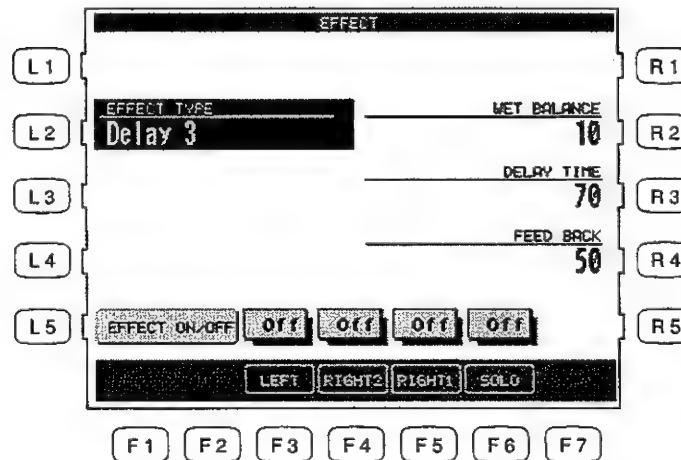 EFFECT
L1
R1
EFFECT TYPE
WET BALANCE
L2
Delay 3
10
R2
DELAY TIME
L3
70
R3
FEED BACK
L4
50
R4
L5
EFFECT ON/OFF
Off
Off
Off
Off
R5
LEFT
RIGHT2
RIGHT1
SOLO
F1
F2
F3
F4
F5
F6
F7